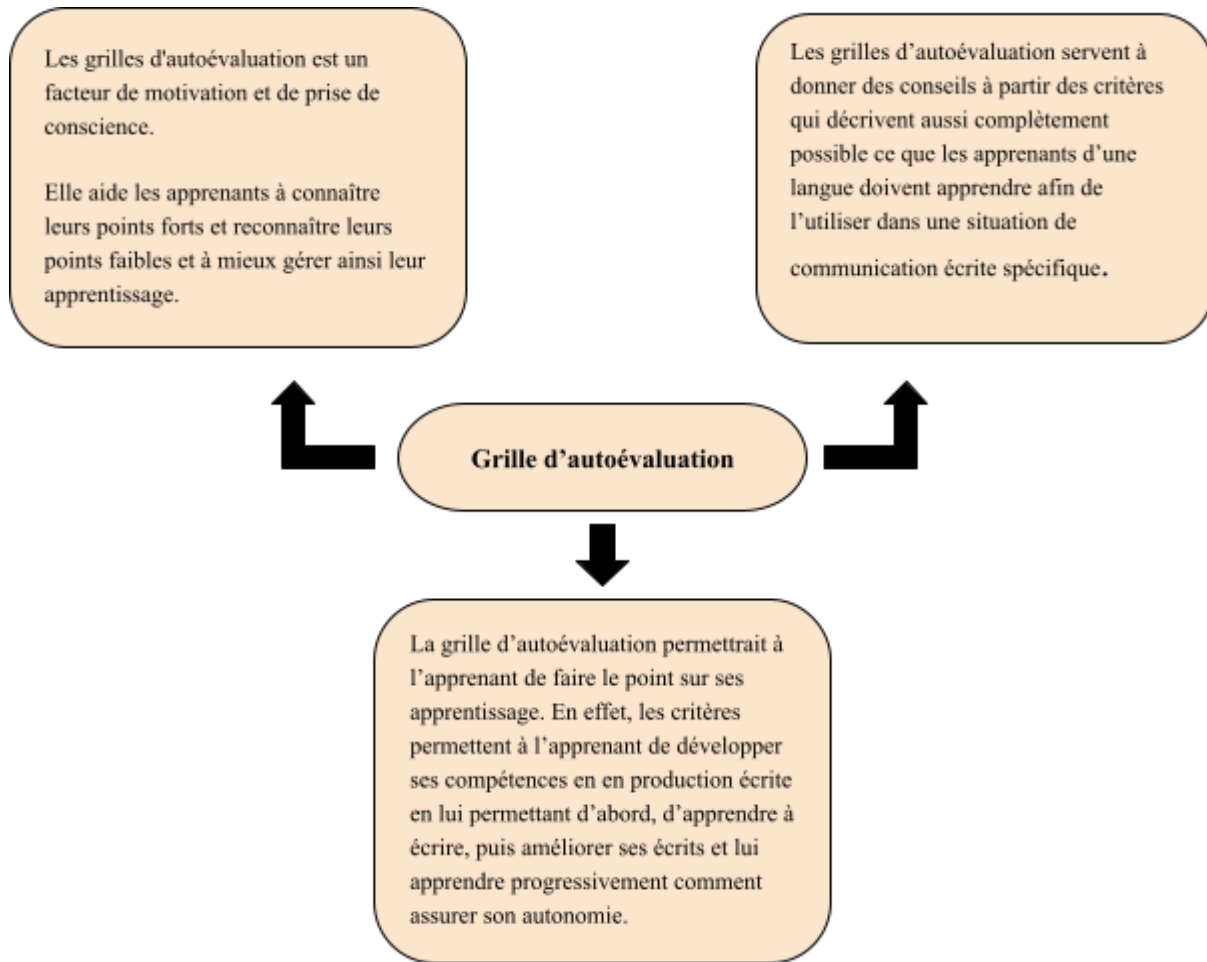 Les grilles d'autoévaluation est un
facteur de motivation et de prise de
conscience.
Elle aide les apprenants à connaître
leurs points forts et reconnaître leurs
points faibles et à mieux gérer ainsi leur
apprentissage.
Les grilles d’autoévaluation servent à
donner des conseils à partir des critères
qui décrivent aussi complètement
possible ce que les apprenants d’une
langue doivent apprendre afin de
l’utiliser dans une situation de
communication écrite spécifique.
Grille d’autoévaluation
La grille d’autoévaluation permettrait à
l’apprenant de faire le point sur ses
apprentissage. En effet, les critères
permettent à l’apprenant de développer
ses compétences en en production écrite
en lui permettant d’abord, d’apprendre à
écrire, puis améliorer ses écrits et lui
apprendre progressivement comment
assurer son autonomie.